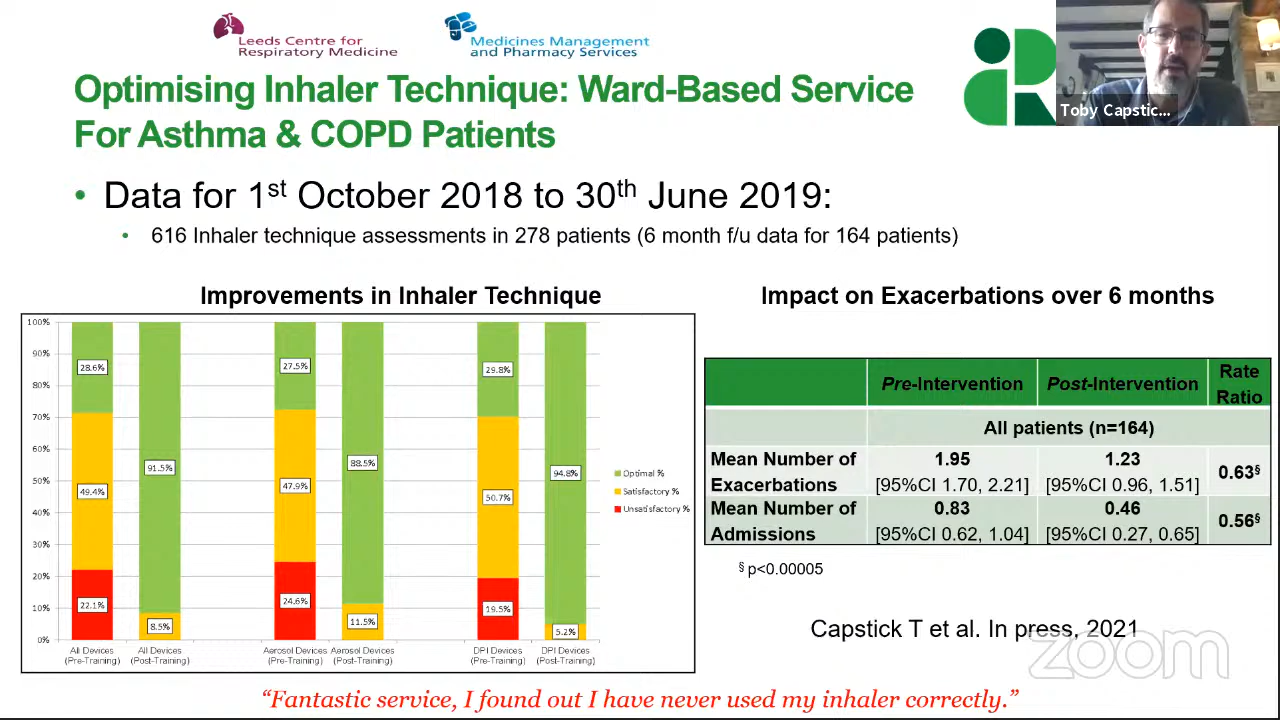 Leeds Centre for
Respiratory Medicine
Medicines Management
and Pharmacy Services
Toby Capstic...
Optimising Inhaler Technique: Ward-Based Service
For Asthma & COPD Patients
• Data for 1st October 2018 to 30th June 2019:
• 616 Inhaler technique assessments in 278 patients (6 month f/u data for 164 patients)
Improvements in Inhaler Technique
100%
90%
80%
70%
60%
50%
40%
30%
20%
10%
0%
28.6%
49.4%
22.1%
91.5%
8.5%
27.5%
47.9%
24.6%
88.5%
11.5%
29.8%
50.7%
19.5%
94.8%
5.2%
All Devices
(Pre-Training)
All Devices
(Post-Training)
Aerosol Devices
(Pre-Training)
Aerosol Devices
(Post-Training)
DPI Devices
(Pre-Training)
DPI Devices
(Post-Training)
Optimal %
Satisfactory %
Unsatisfactory %
Impact on Exacerbations over 6 months
Pre-Intervention Post-Intervention Rate Ratio
All patients (n=164)
Mean Number of Exacerbations 1.95 [95%CI 1.70, 2.21] 1.23 [95%CI 0.96, 1.51] 0.63§
Mean Number of Admissions 0.83 [95%CI 0.62, 1.04] 0.46 [95%CI 0.27, 0.65] 0.56§
§ p<0.00005
Capstick T et al. In press, 2021
zoom
“Fantastic service, I found out I have never used my inhaler correctly.”